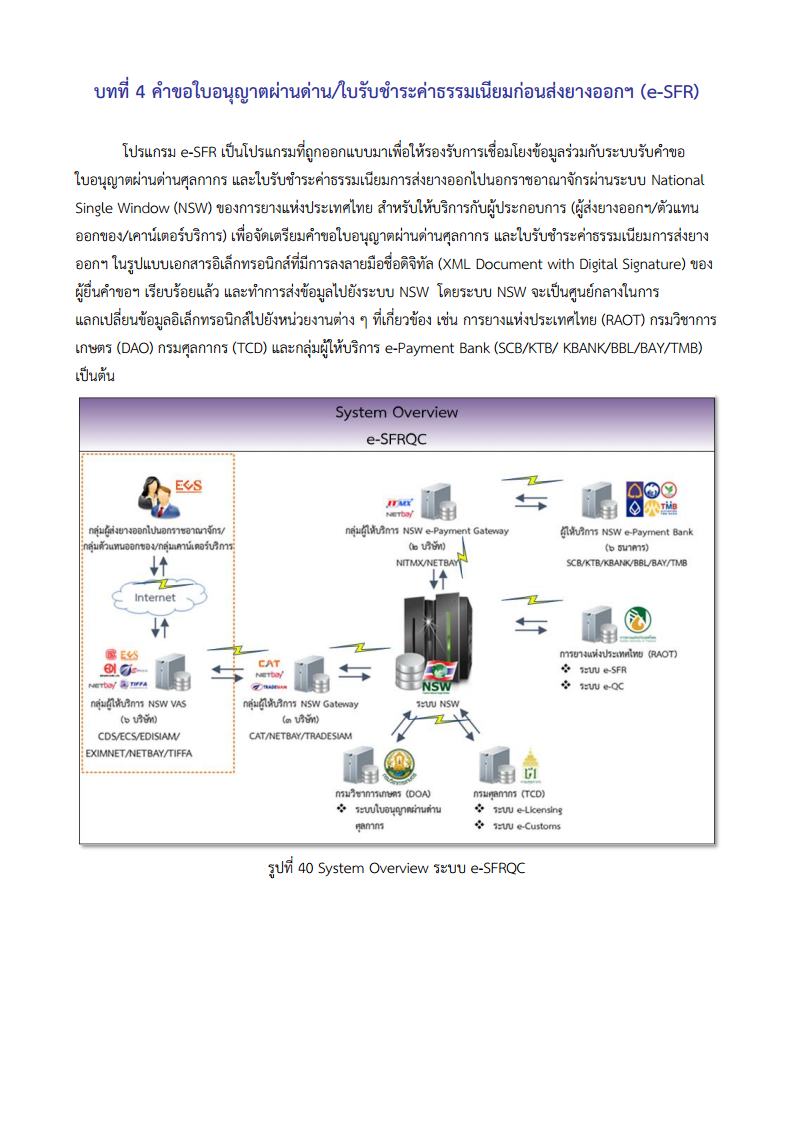 บทที่ 4 คำขอใบอนุญาตผ่านด่าน/ใบรับชำระค่าธรรมเนียมก่อนส่งยางออกฯ (e-SFR)
โปรแกรม e-SFR เป็นโปรแกรมที่ถูกออกแบบมาเพื่อให้รองรับการเชื่อมโยงข้อมูลร่วมกับระบบรับคำขอ
ใบอนุญาตผ่านด่านศุลกากร และใบรับชำระค่าธรรมเนียมการส่งยางออกไปนอกราชอาณาจักรผ่านระบบ National
Single Window (NSW) ของการยางแห่งประเทศไทย สำหรับให้บริการกับผู้ประกอบการ (ผู้ส่งยางออกฯ/ตัวแทน
ออกของ/เคาน์เตอร์บริการ) เพื่อจัดเตรียมคำขอใบอนุญาตผ่านด่านศุลกากร และใบรับชำระค่าธรรมเนียมการส่งยาง
ออกฯ ในรูปแบบเอกสารอิเล็กทรอนิกส์ที่มีการลงลายมือชื่อดิจิทัล (XML Document with Digital Signature) ของ
ผู้ยื่นคำขอฯ เรียบร้อยแล้ว และทำการส่งข้อมูลไปยังระบบ NSW โดยระบบ NSW จะเป็นศูนย์กลางในการ
แลกเปลี่ยนข้อมูลอิเล็กทรอนิกส์ไปยังหน่วยงานต่าง ๆ ที่เกี่ยวข้อง เช่น การยางแห่งประเทศไทย (RAOT) กรมวิชาการ
เกษตร (DAO) กรมศุลกากร (TCD) และกลุ่มผู้ให้บริการ e-Payment Bank (SCB/KTB/ KBANK/BBL/BAY/TMB)
เป็นต้น
System Overview
e-SFRQC
ECS
กลุ่มผู้ส่งยางออกไปนอกราชอาณาจักร/
กลุ่มตัวแทนออกของ/กลุ่มเคาน์เตอร์บริการ
Internet
ECS
EDI
NETbay TIFFA
กลุ่มผู้ให้บริการ NSW VAS
(๖ บริษัท)
CDS/ECS/EDISIAM/
EXIMNET/NETBAY/TIFFA
CAT
NETbay
TRADESIAM
กลุ่มผู้ให้บริการ NSW Gateway
(๓ บริษัท)
CAT/NETBAY/TRADESIAM
ITMX
NETbay
กลุ่มผู้ให้บริการ NSW e-Payment Gateway
(๒ บริษัท)
NITMX/NETBAY
TMB
ผู้ให้บริการ NSW e-Payment Bank
(๖ ธนาคาร)
SCB/KTB/KBANK/BBL/BAY/TMB
NSW
ระบบ NSW
การยางแห่งประเทศไทย (RAOT)
❖ ระบบ e-SFR
❖ ระบบ e-QC
กรมวิชาการเกษตร (DOA)
❖ ระบบใบอนุญาตผ่านด่าน
ศุลกากร
กรมศุลกากร (TCD)
❖ ระบบ e-Licensing
❖ ระบบ e-Customs
รูปที่ 40 System Overview ระบบ e-SFRQC